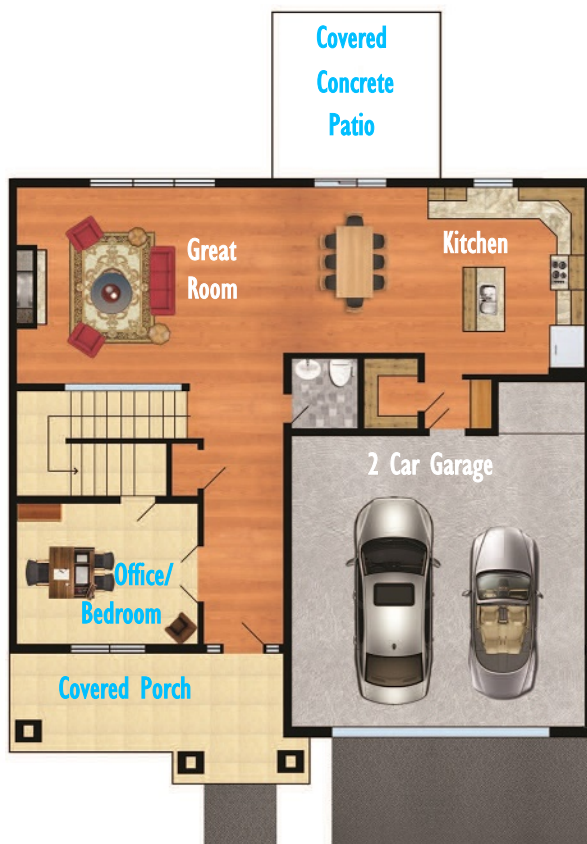 Covered
Concrete
Patio
Great
Room
Kitchen
2 Car Garage
Office/
Bedroom
Covered Porch